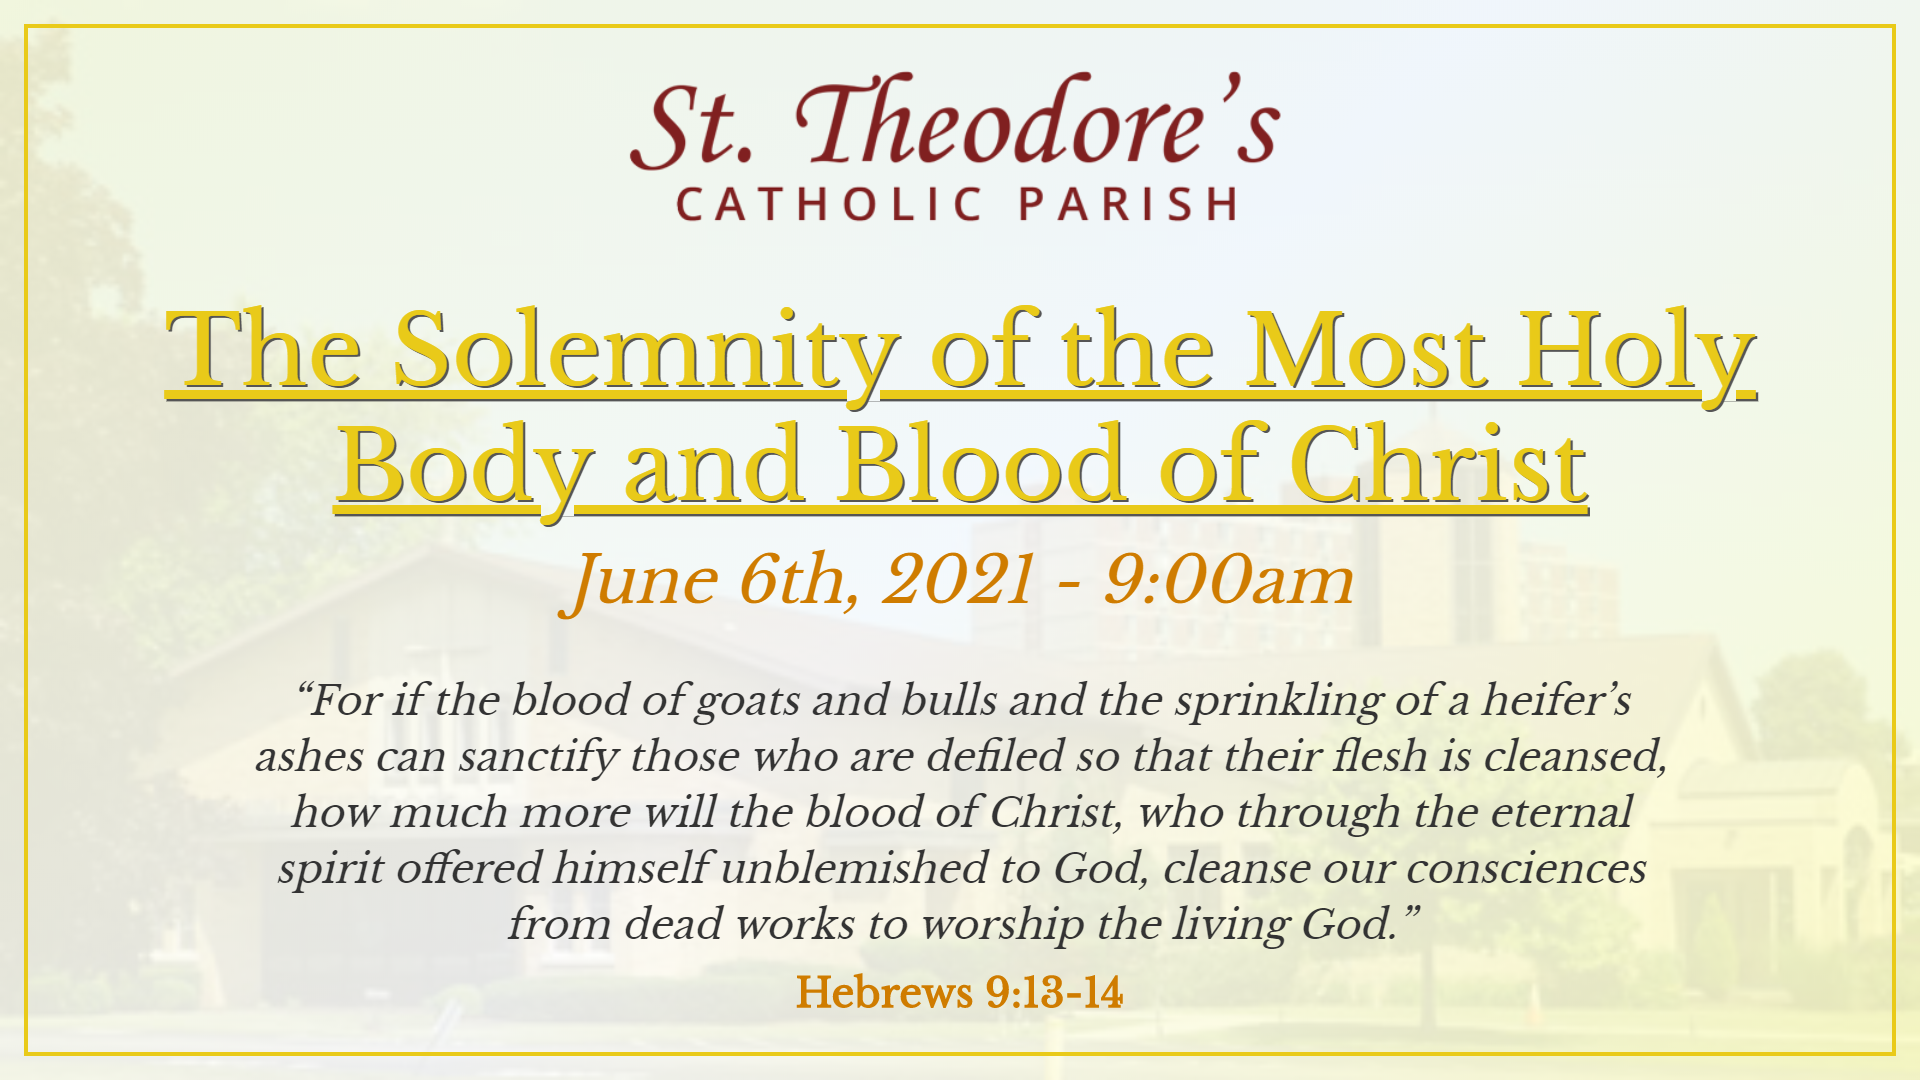 St. Theodore’s
CATHOLIC PARISH
The Solemnity of the Most Holy
Body and Blood of Christ
June 6th, 2021 - 9:00am
“For if the blood of goats and bulls and the sprinkling of a heifer’s
ashes can sanctify those who are defiled so that their flesh is cleansed,
how much more will the blood of Christ, who through the eternal
spirit offered himself unblemished to God, cleanse our consciences
from dead works to worship the living God.”
Hebrews 9:13-14